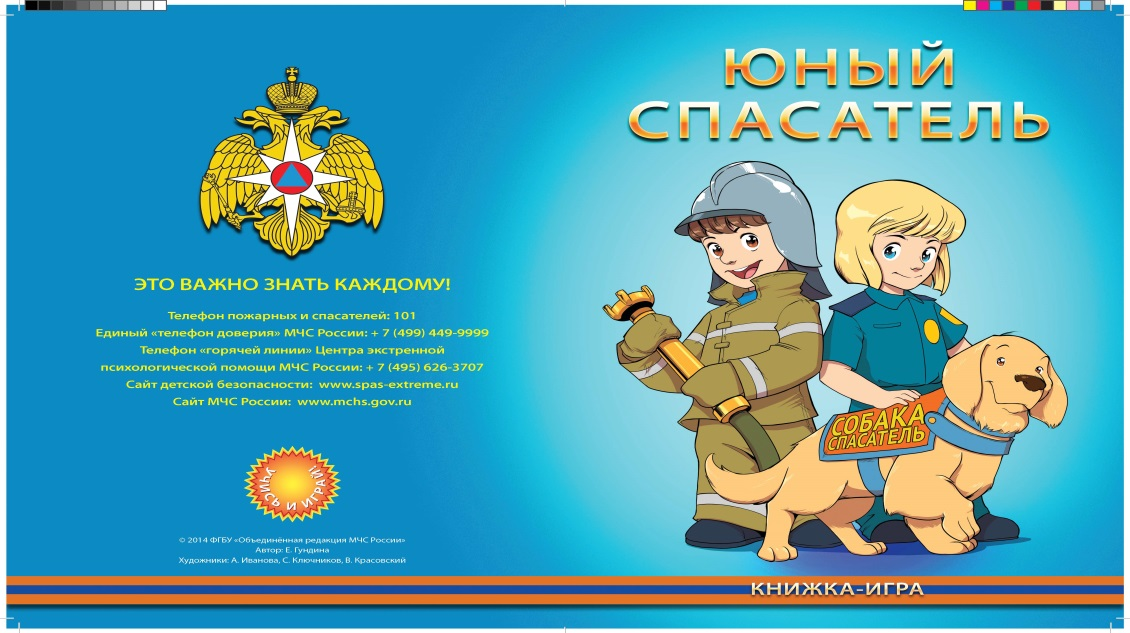 ЭТО ВАЖНО ЗНАТЬ КАЖДОМУ!
Телефон пожарных и спасателей: 101
Единый «телефон доверия» МЧС России: + 7 (499) 449-9999
Телефон «горячей линии» Центра экстренной
психологической помощи МЧС России: + 7 (495) 626-3707
Сайт детской безопасности: www.spas-extreme.ru
Сайт МЧС России: www.mchs.gov.ru
УЧИСЬ И ИГРАЙ!
© 2014 ФГБУ «Объединённая редакция МЧС России»
Автор: Е. Гундина
Художники: А. Иванова, С. Ключников, В. Красовский
ЮНЫЙ
СПАСАТЕЛЬ
СОБАКА
СПАСАТЕЛЬ
КНИЖКА-ИГРА